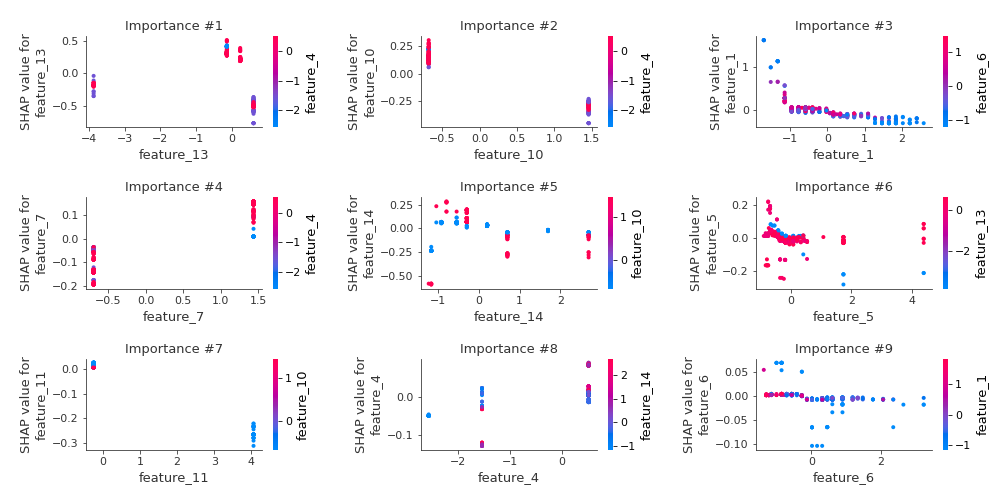 Importance #1
SHAP value for
feature_13
0.5
0.0
−0.5
−4
−3
−2
−1
0
feature_13
0
−1
−2
feature_4
Importance #2
SHAP value for
feature_10
0.25
0.00
−0.25
−0.5
0.0
0.5
1.0
1.5
feature_10
0
−1
−2
feature_4
Importance #3
SHAP value for
feature_1
1
0
−1
0
1
2
feature_1
1
0
−1
feature_6
Importance #4
SHAP value for
feature_7
0.1
0.0
−0.1
−0.2
−0.5
0.0
0.5
1.0
1.5
feature_7
0
−1
−2
feature_4
Importance #5
SHAP value for
feature_14
0.25
0.00
−0.25
−0.50
−1
0
1
2
feature_14
1
0
feature_10
Importance #6
SHAP value for
feature_5
0.2
0.0
−0.2
0
2
4
feature_5
0
−2
feature_13
Importance #7
SHAP value for
feature_11
0.0
−0.1
−0.2
−0.3
0
1
2
3
4
feature_11
1
0
feature_10
Importance #8
SHAP value for
feature_4
0.0
−0.1
−2
−1
0
feature_4
2
1
0
−1
feature_14
Importance #9
SHAP value for
feature_6
0.05
0.00
−0.05
−0.10
0
2
feature_6
1
0
−1
feature_1